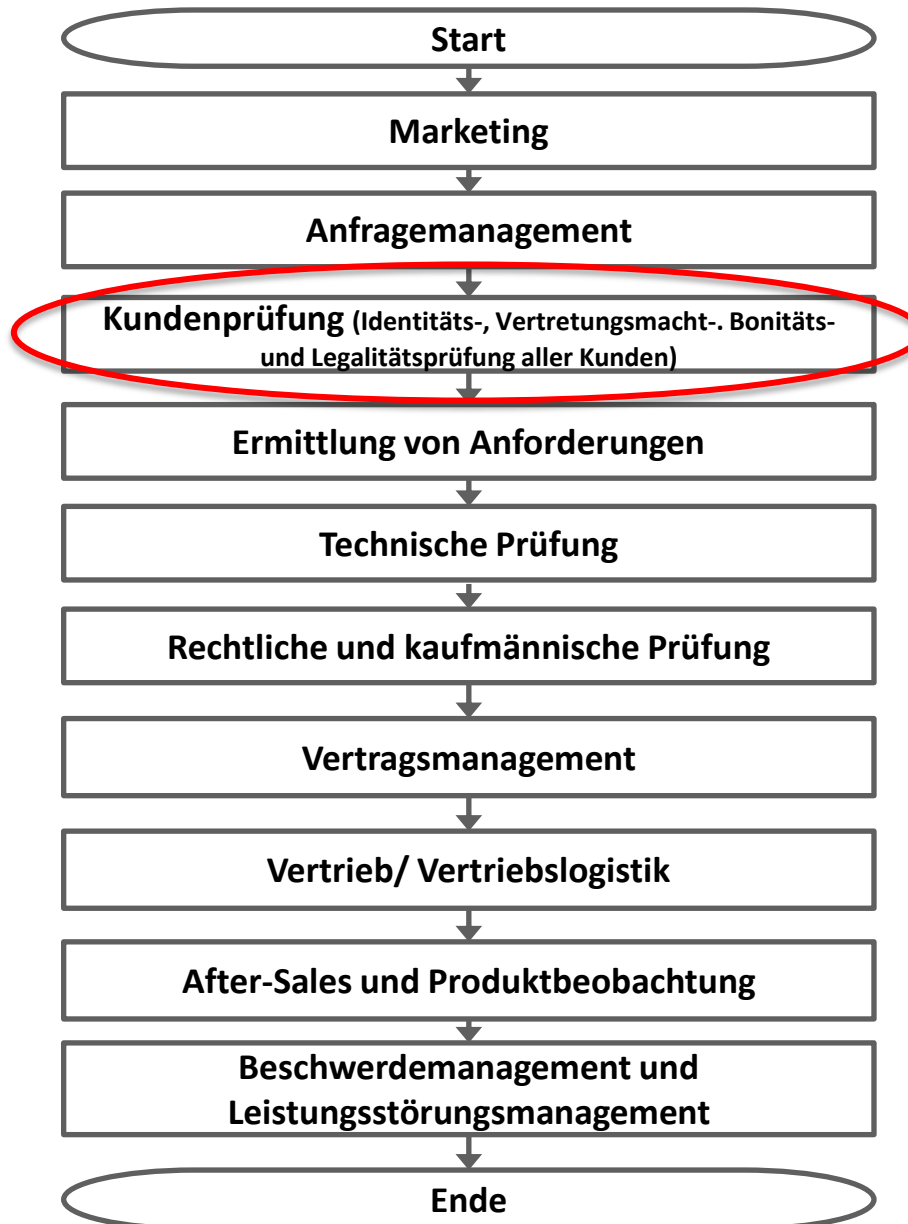 Start
Marketing
Anfragemanagement
Kundenprüfung (Identitäts-, Vertretungsmacht-. Bonitäts-
und Legalitätsprüfung aller Kunden)
Ermittlung von Anforderungen
Technische Prüfung
Rechtliche und kaufmännische Prüfung
Vertragsmanagement
Vertrieb/ Vertriebslogistik
After-Sales und Produktbeobachtung
Beschwerdemanagement und
Leistungsstörungsmanagement
Ende